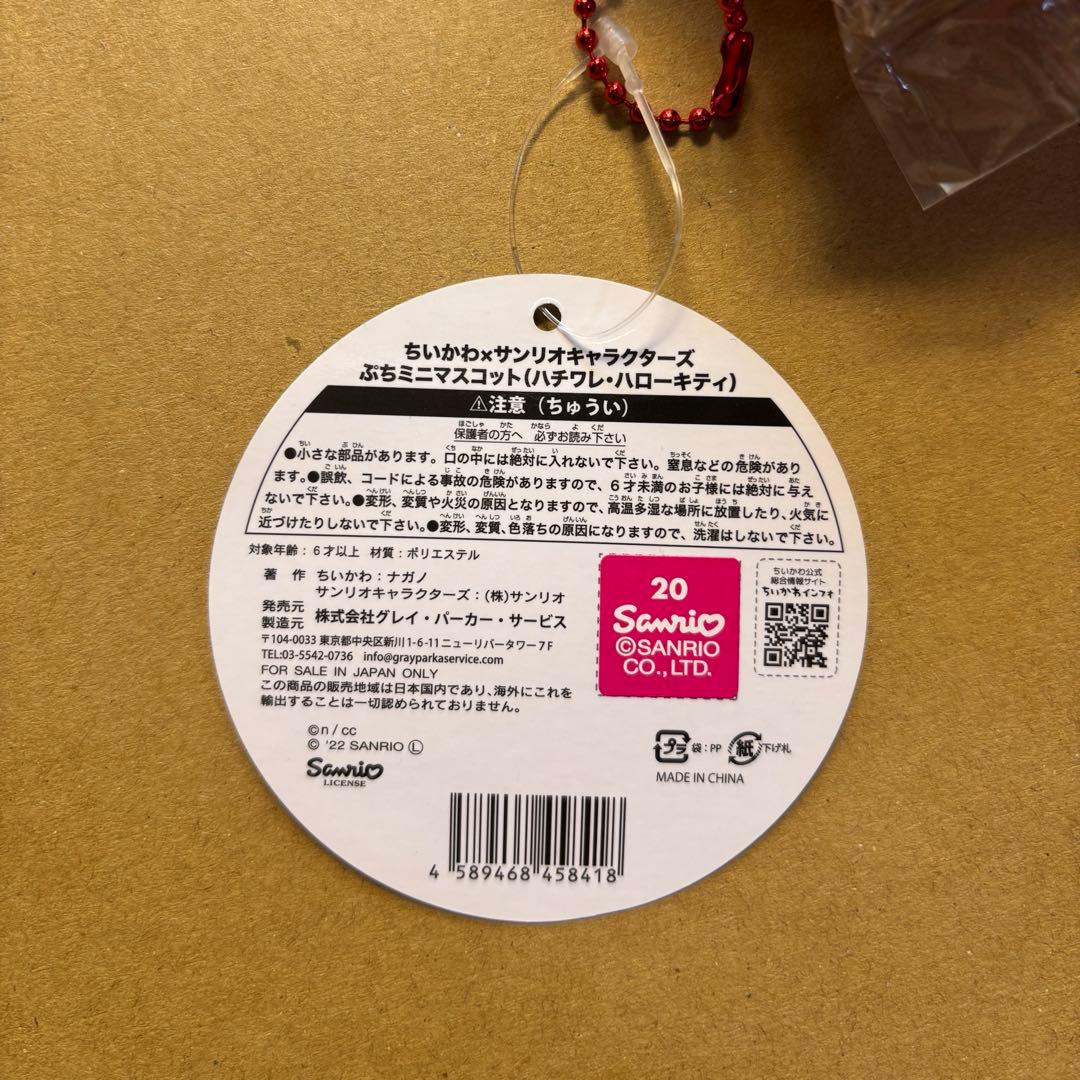 ちいかわ×サンリオキャラクターズ
ぷちミニマスコット(ハチワレ・ハローキティ)
⚠注意（ちゅうい）
保護者の方へ 必ずお読み下さい
●小さな部品があります。口の中には絶対に入れないで下さい。窒息などの危険があり
ます。●誤飲、コードによる事故の危険がありますので、6才未満のお子様には絶対に与え
ないで下さい。●変形、変質や火災の原因となりますので、高温多湿な場所に放置したり、火気に
近づけたりしないで下さい。●変形、変質、色落ちの原因になりますので、洗濯はしないで下さい。
対象年齢：6才以上 材質：ポリエステル
著 作 ちいかわ：ナガノ
サンリオキャラクターズ：(株)サンリオ
発売元
製造元 株式会社グレイ・パーカー・サービス
〒104-0033 東京都中央区新川1-6-11ニューリバータワー7F
TEL:03-5542-0736 info@grayparkaservice.com
FOR SALE IN JAPAN ONLY
この商品の販売地域は日本国内であり、海外にこれを
輸出することは一切認められておりません。
20
Sanrio
©SANRIO
CO., LTD.
ちいかわ公式
総合情報サイト
ちいかわインフォ
©n / cc
© '22 SANRIO Ⓛ
Sanrio
LICENSE
プラ 袋：PP 紙 下げ札
MADE IN CHINA
4 589468 458418